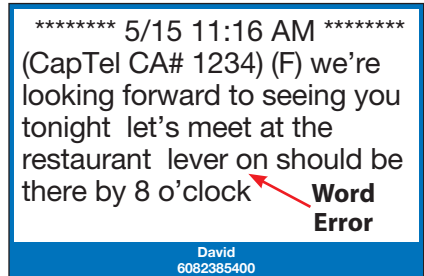 ******** 5/15 11:16 AM ********
(CapTel CA# 1234) (F) we're
looking forward to seeing you
tonight  let's meet at the
restaurant  lever on should be
there by 8 o'clock
Word
Error
David
6082385400